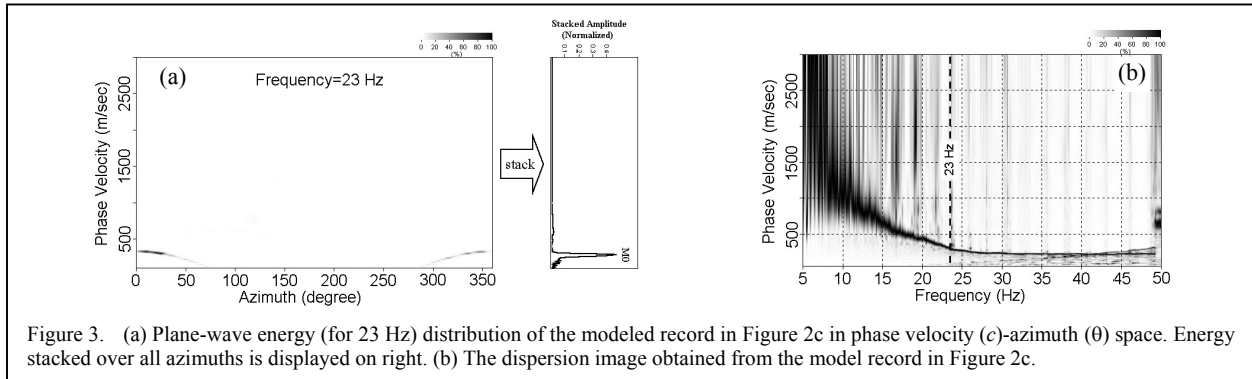 Stacked Amplitude
(Normalized)
0 20 40 60 80 100
(%)
0.1 0.2 0.3 0.4
0 20 40 60 80 100
(%)
(a)
Frequency=23 Hz
Phase Velocity (m/sec)
2500
1500
500
0 50 100 150 200 250 300 350
Azimuth (degree)
stack
M0
(b)
Phase Velocity (m/sec)
2500
1500
500
23 Hz
5 10 15 20 25 30 35 40 45 50
Frequency (Hz)
Figure 3. (a) Plane-wave energy (for 23 Hz) distribution of the modeled record in Figure 2c in phase velocity (c)-azimuth (θ) space. Energy
stacked over all azimuths is displayed on right. (b) The dispersion image obtained from the model record in Figure 2c.